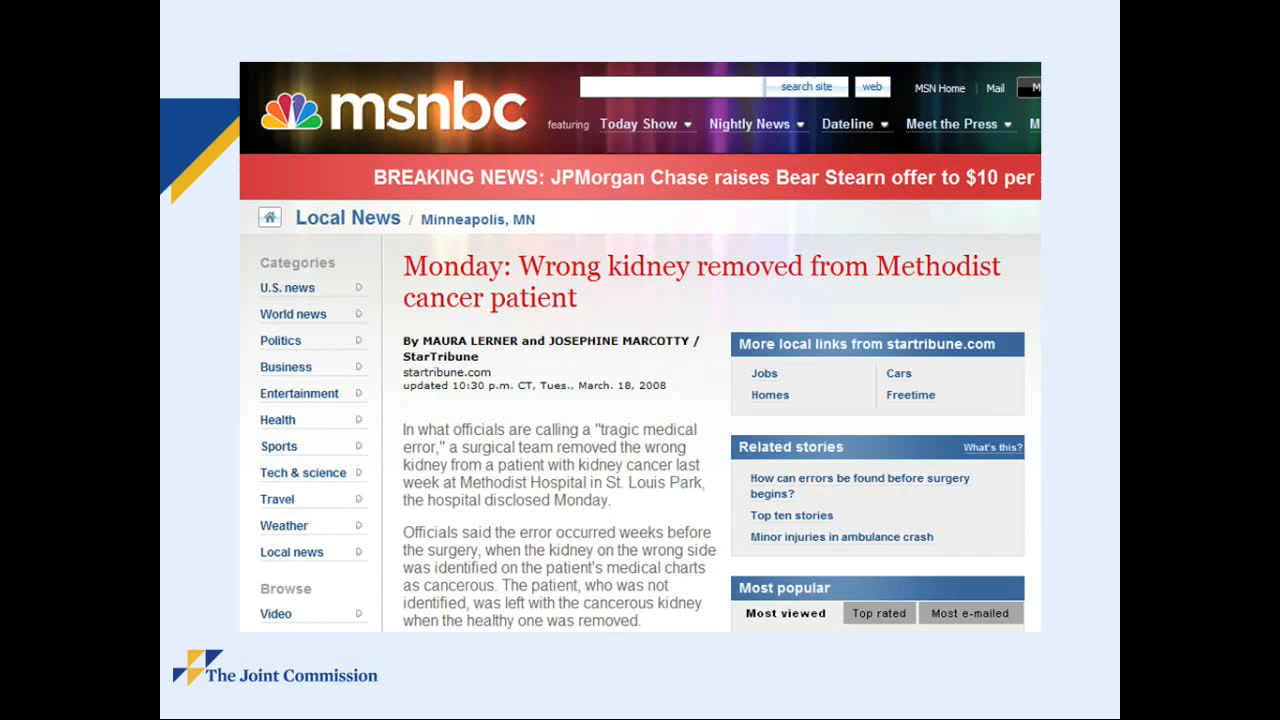 msnbc
search site
web
MSN Home | Mail
M
featuring Today Show Nightly News Dateline Meet the Press M
BREAKING NEWS: JPMorgan Chase raises Bear Stearn offer to $10 per
Local News / Minneapolis, MN
Categories
U.S. news
World news
Politics
Business
Entertainment
Health
Sports
Tech & science
Travel
Weather
Local news
Browse
Video
Monday: Wrong kidney removed from Methodist
cancer patient
By MAURA LERNER and JOSEPHINE MARCOTTY /
StarTribune
startribune.com
updated 10:30 p.m. CT, Tues., March. 18, 2008
In what officials are calling a "tragic medical
error," a surgical team removed the wrong
kidney from a patient with kidney cancer last
week at Methodist Hospital in St. Louis Park,
the hospital disclosed Monday.
Officials said the error occurred weeks before
the surgery, when the kidney on the wrong side
was identified on the patient's medical charts
as cancerous. The patient, who was not
identified, was left with the cancerous kidney
when the healthy one was removed.
More local links from startribune.com
Jobs Cars
Homes Freetime
Related stories What's this?
How can errors be found before surgery
begins?
Top ten stories
Minor injuries in ambulance crash
Most popular
Most viewed Top rated Most e-mailed
The Joint Commission